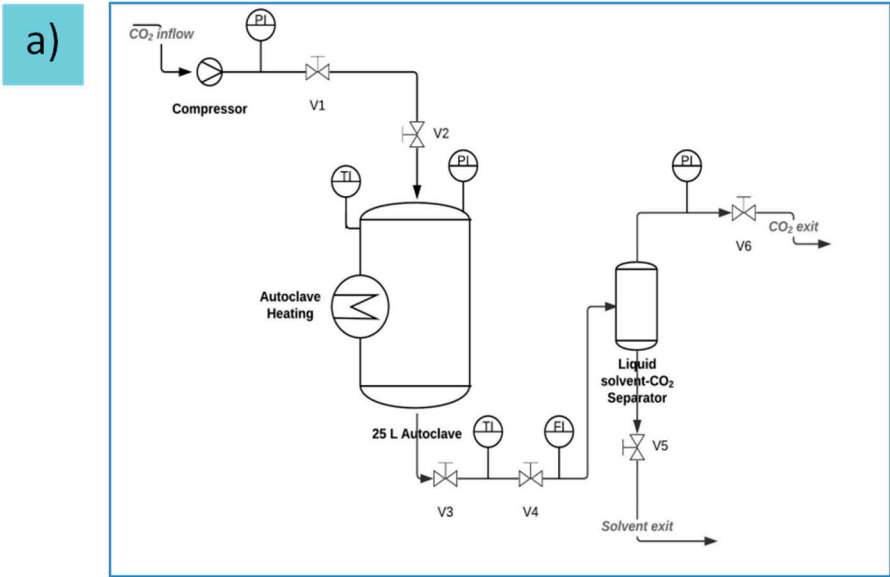 a)
CO₂ inflow
PI
Compressor
V1
V2
TI
PI
PI
V6
CO₂ exit
Autoclave
Heating
Liquid
solvent-CO₂
Separator
25 L Autoclave
TI
FI
V5
V3
V4
Solvent exit